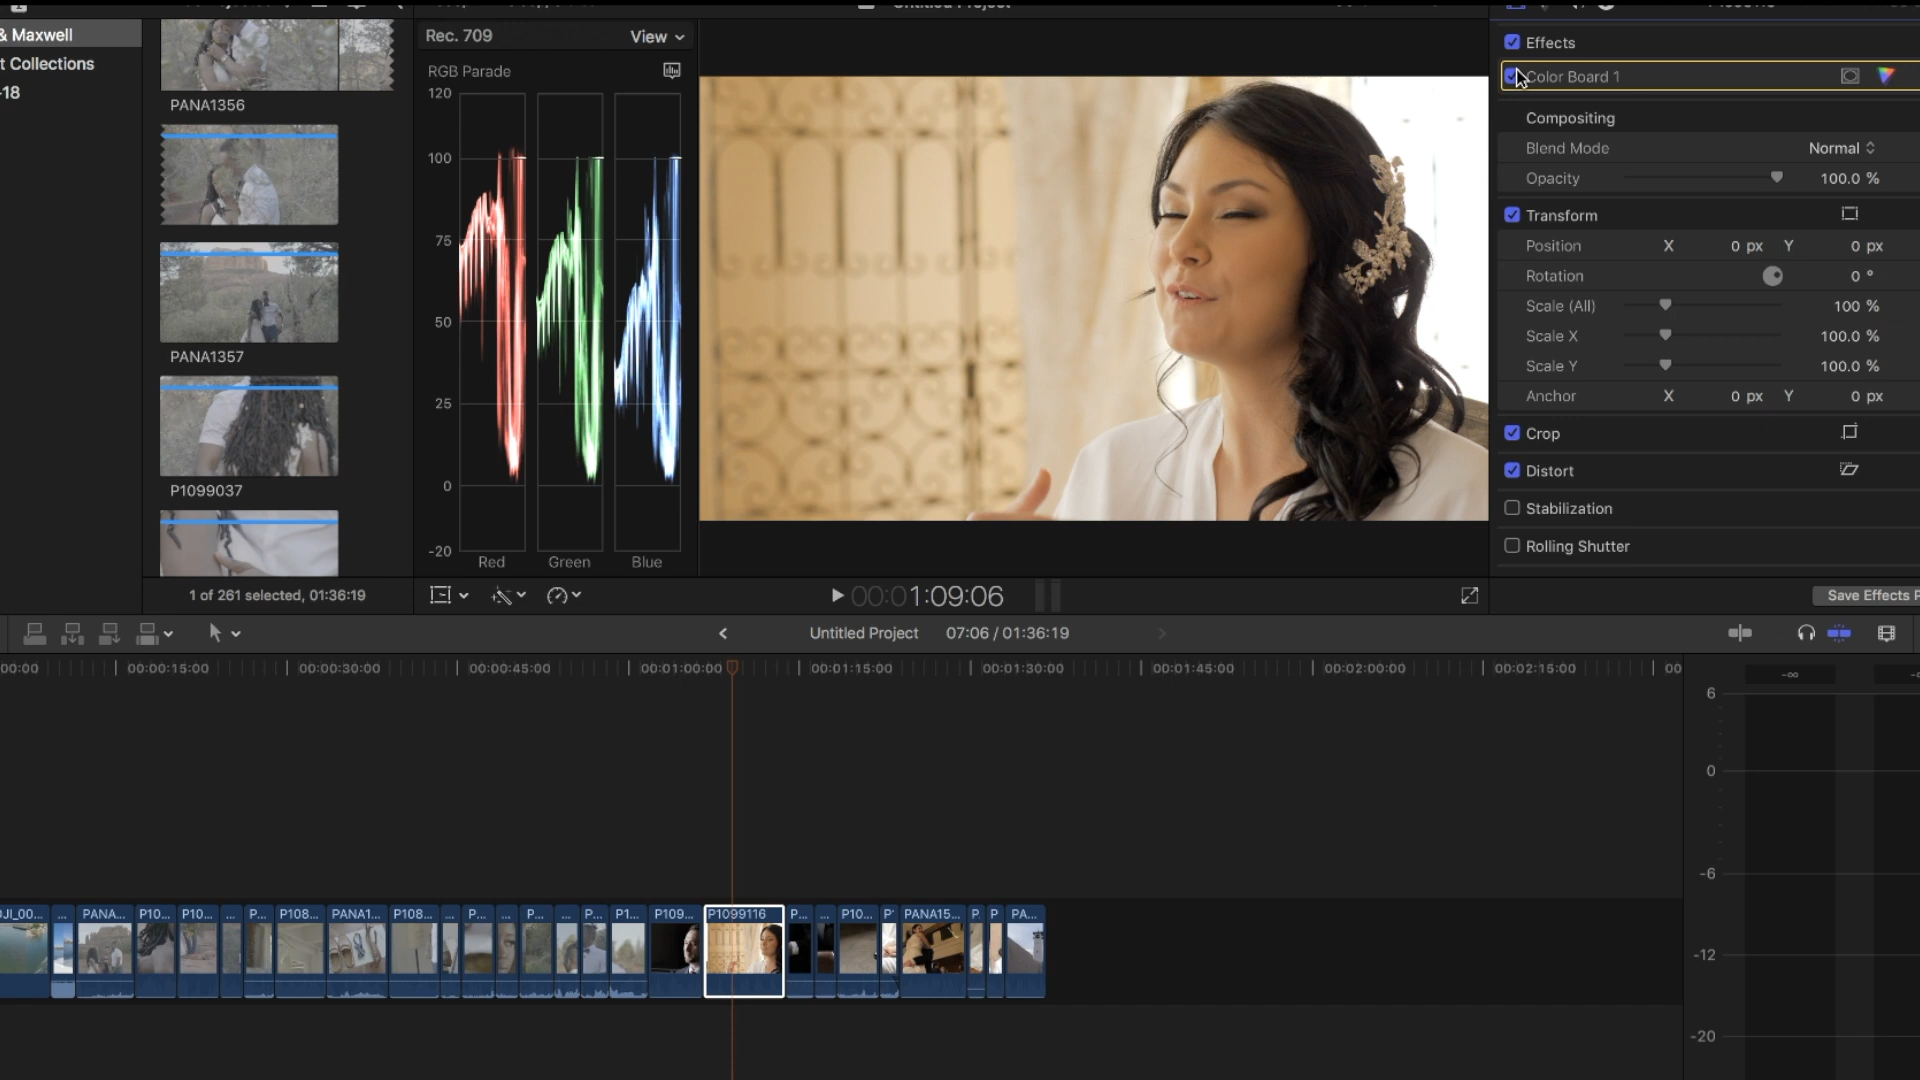 Untitled Project
& Maxwell
t Collections
-18
PANA1356
PANA1357
P1099037
1 of 261 selected, 01:36:19
Rec. 709
View
RGB Parade
120
100
75
50
25
0
-20
Red
Green
Blue
00:01:09:06
Effects
Color Board 1
Compositing
Blend Mode
Normal
Opacity
100.0 %
Transform
Position X 0 px Y 0 px
Rotation 0 °
Scale (All) 100 %
Scale X 100.0 %
Scale Y 100.0 %
Anchor X 0 px Y 0 px
Crop
Distort
Stabilization
Rolling Shutter
Save Effects P
Untitled Project 07:06 / 01:36:19
00:00 00:00:15:00 00:00:30:00 00:00:45:00 00:01:00:00 00:01:15:00 00:01:30:00 00:01:45:00 00:02:00:00 00:02:15:00 00
-∞
6
0
-6
-12
-20
JI_00... ... PANA... P10... P10... ... P... P108... PANA1... P108... ... P... ... P... ... P... P1... P109... P1099116 P... ... P10... P' PANA15... P P PA...